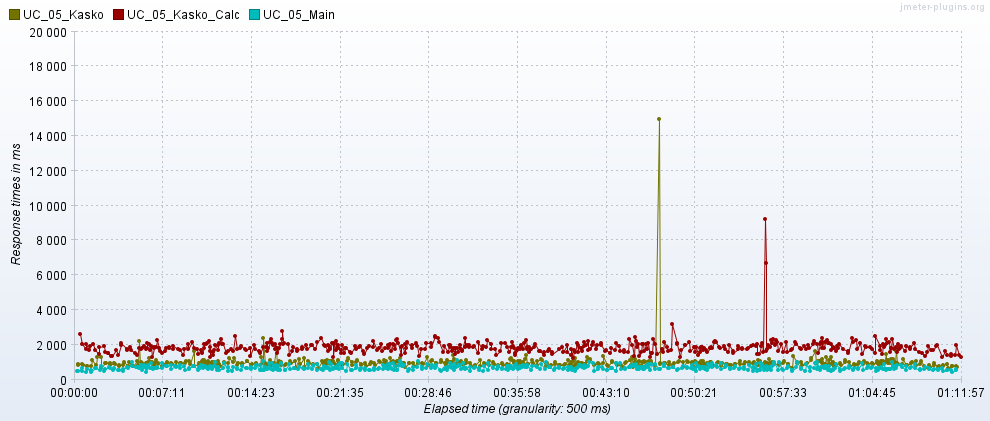 jmeter-plugins.org
UC_05_Kasko UC_05_Kasko_Calc UC_05_Main
20 000
18 000
16 000
14 000
12 000
10 000
8 000
6 000
4 000
2 000
0
Response times in ms
00:00:00 00:07:11 00:14:23 00:21:35 00:28:46 00:35:58 00:43:10 00:50:21 00:57:33 01:04:45 01:11:57
Elapsed time (granularity: 500 ms)